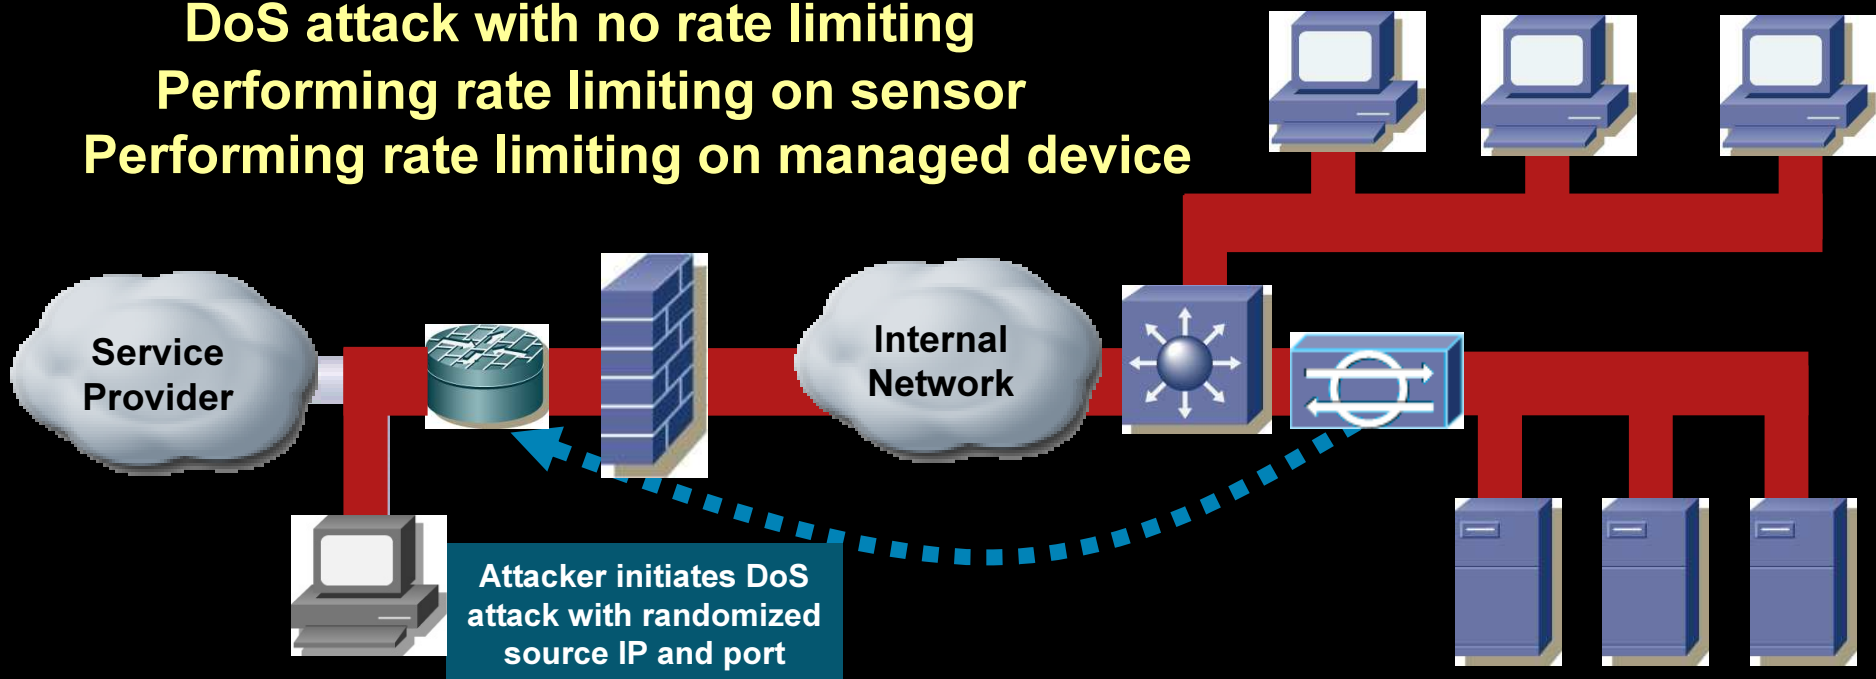 DoS attack with no rate limiting
Performing rate limiting on sensor
Performing rate limiting on managed device
Service
Provider
Internal
Network
Attacker initiates DoS
attack with randomized
source IP and port